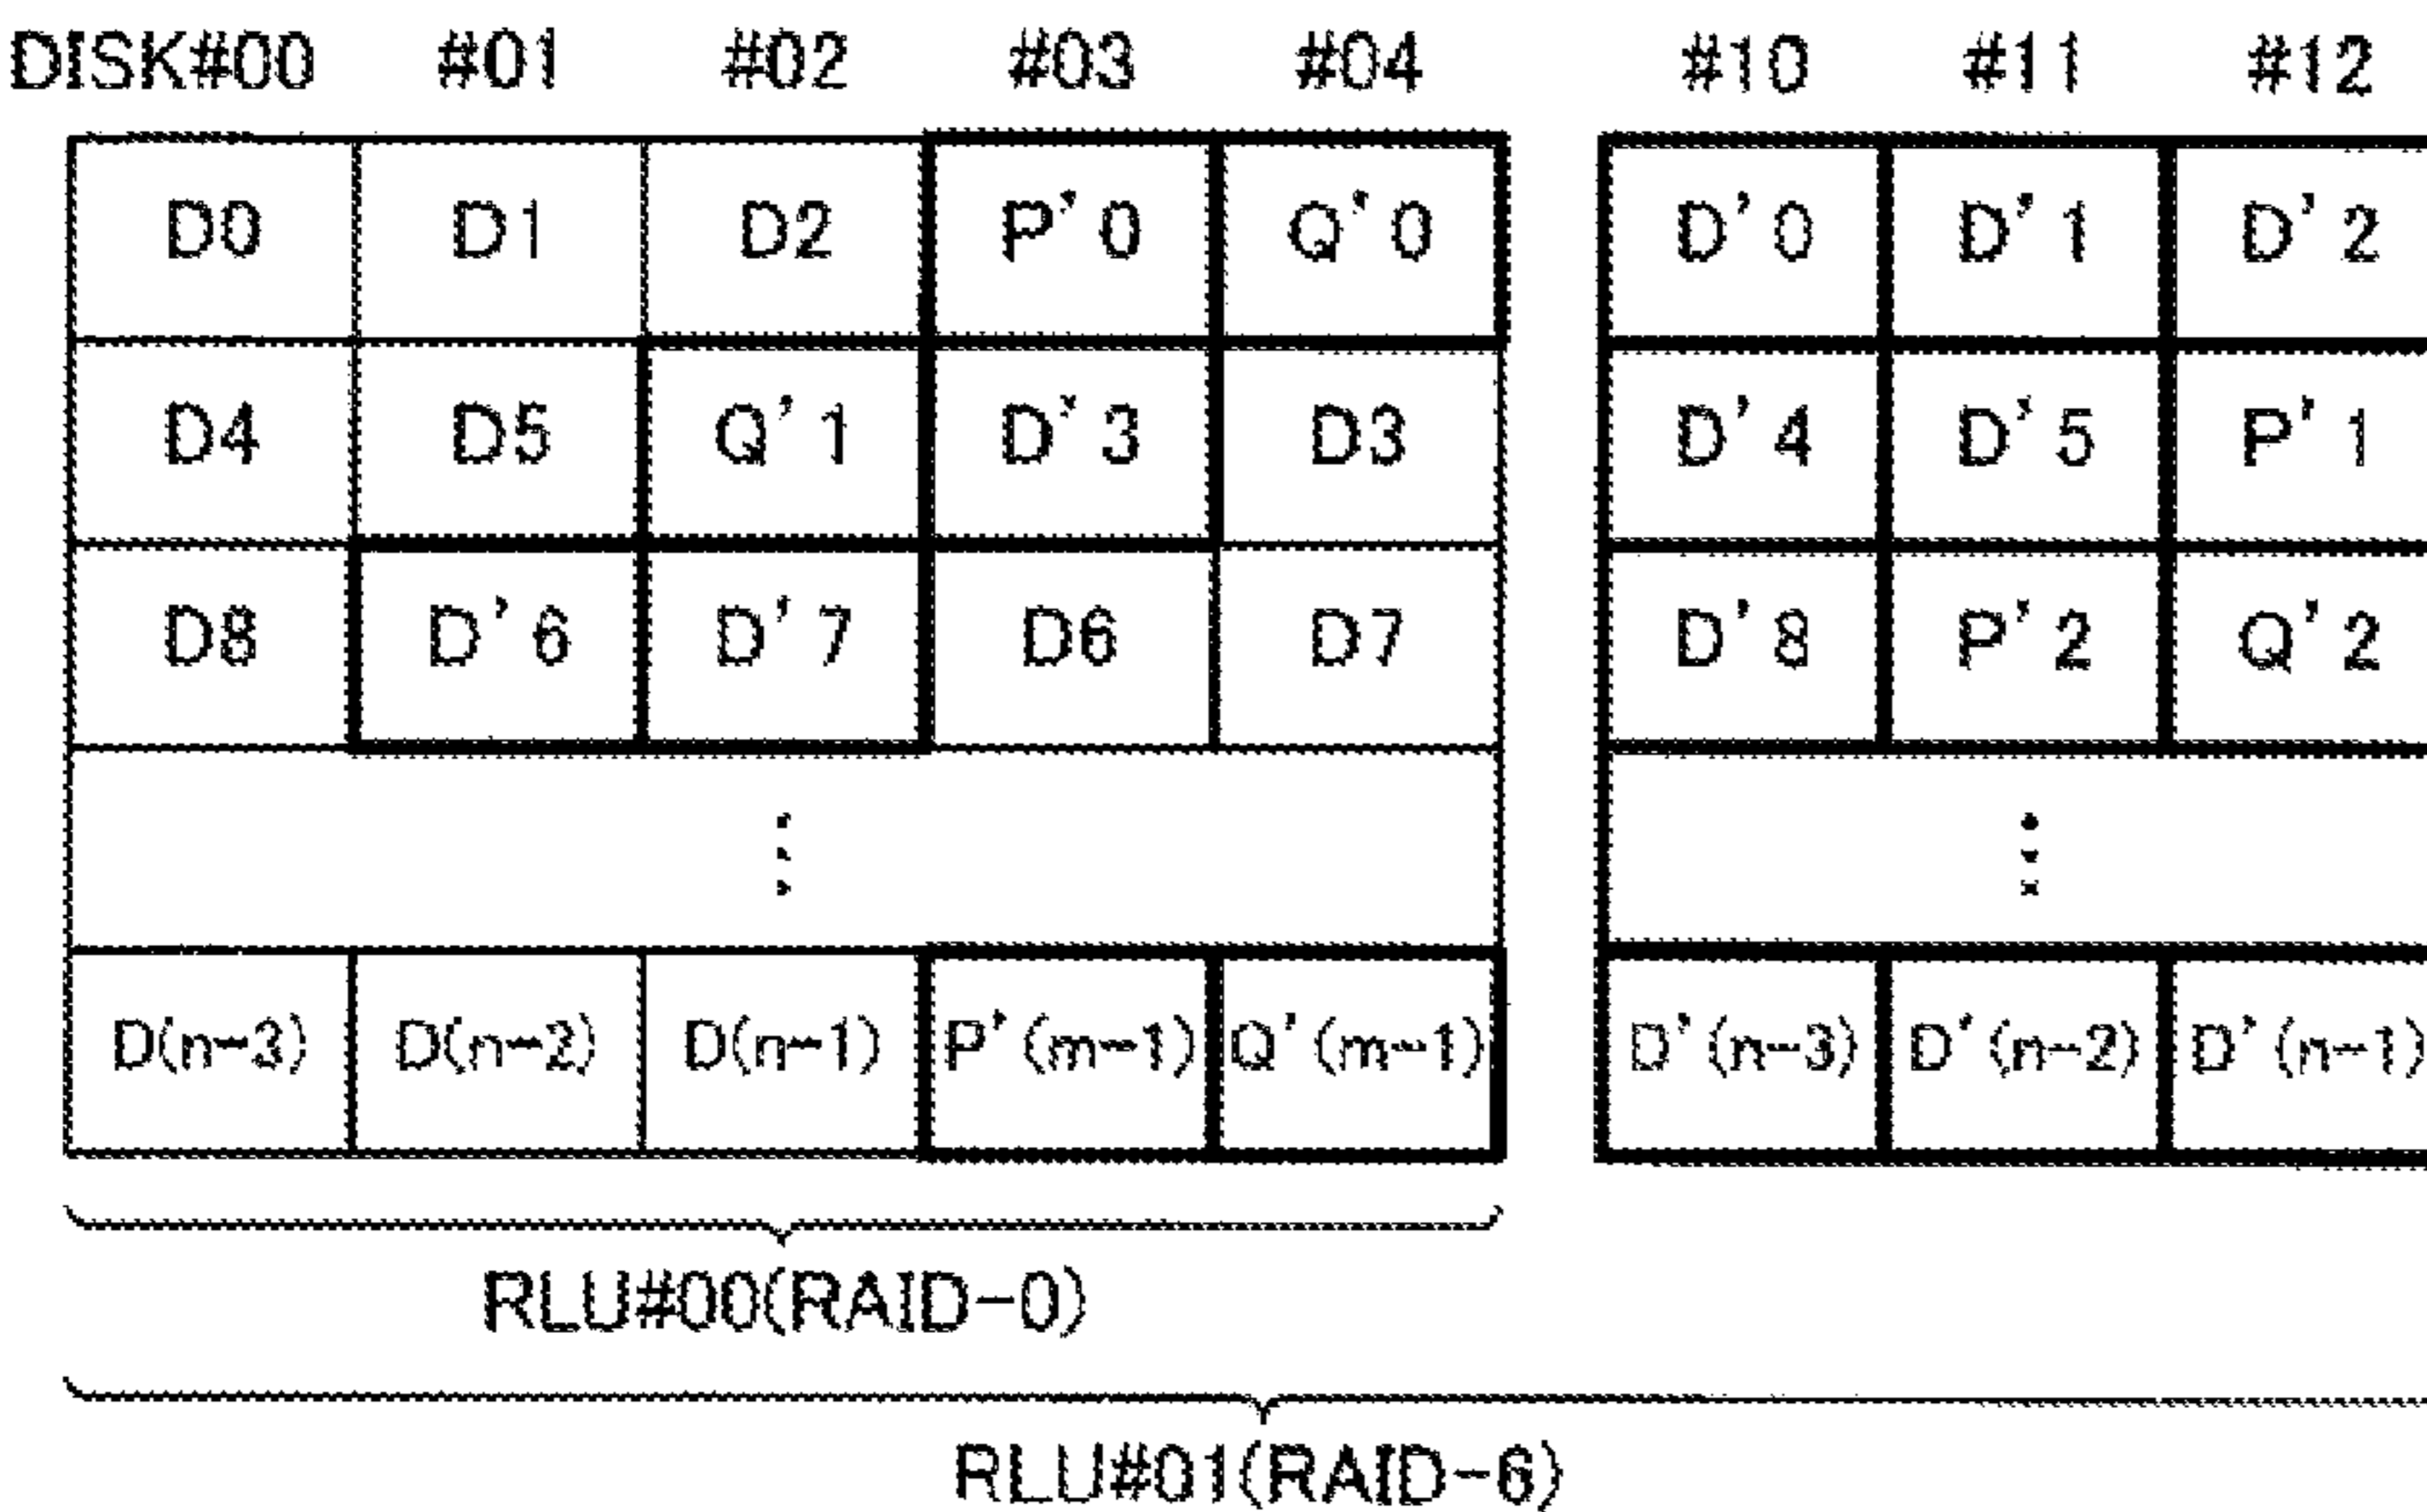 DISK#00 #01 #02 #03 #04 #10 #11 #12
D0 D1 D2 P'0 Q'0 D'0 D'1 D'2
D4 D5 Q'1 D'3 D3 D'4 D'5 P'1
D8 D'6 D'7 D6 D7 D'8 P'2 Q'2
D(n-3) D(n-2) D(n-1) P'(m-1) Q'(m-1) D'(n-3) D'(n-2) D'(n-1)
RLU#00(RAID-0)
RLU#01(RAID-6)